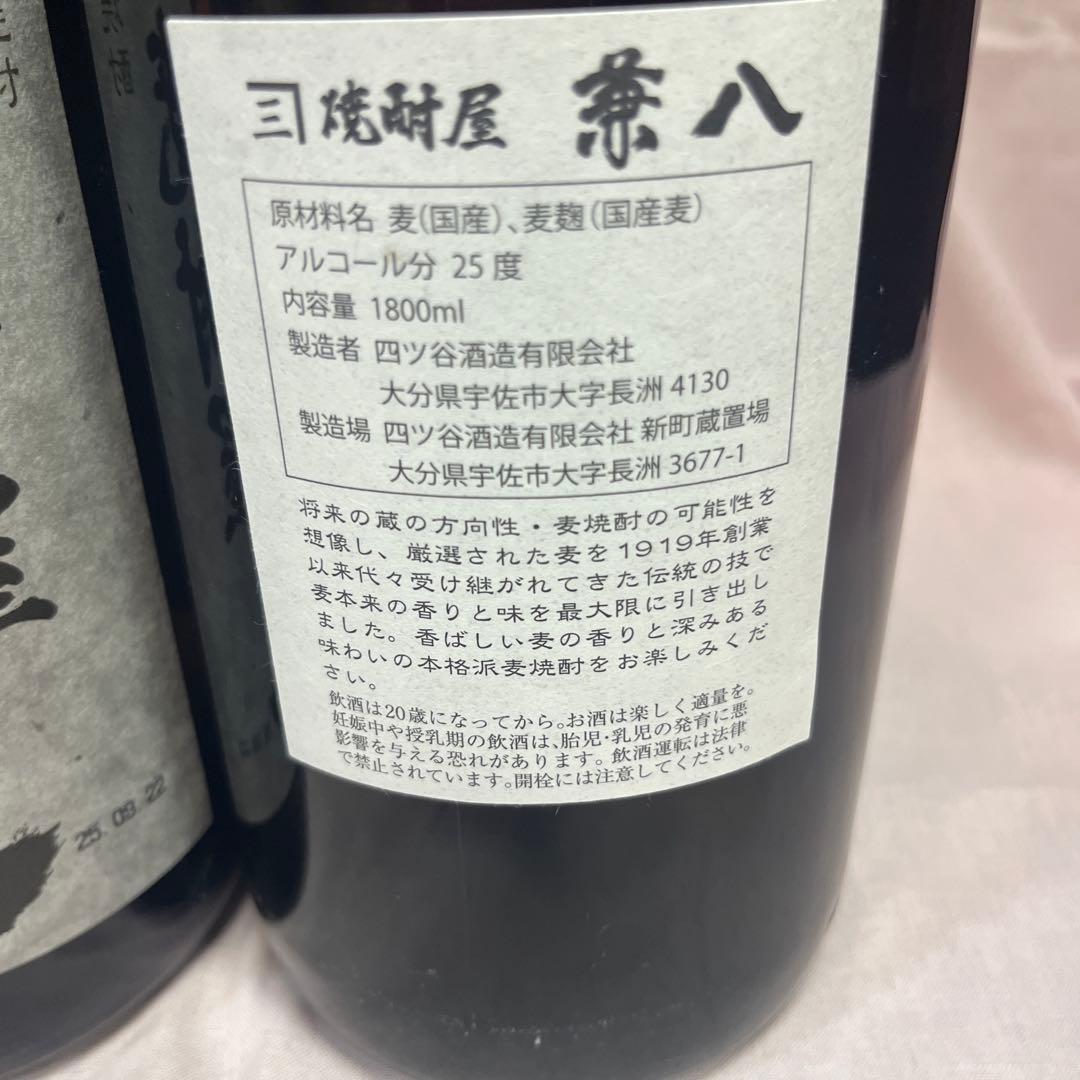 焼酎屋 兼八
原材料名 麦(国産)、麦麹(国産麦)
アルコール分 25度
内容量 1800ml
製造者 四ツ谷酒造有限会社
大分県宇佐市大字長洲4130
製造場 四ツ谷酒造有限会社 新町蔵置場
大分県宇佐市大字長洲3677-1
将来の蔵の方向性・麦焼酎の可能性を
想像し、厳選された麦を1919年創業
以来代々受け継がれてきた伝統の技で
麦本来の香りと味を最大限に引き出し
ました。香ばしい麦の香りと深みある
味わいの本格派麦焼酎をお楽しみくだ
さい。
飲酒は20歳になってから。お酒は楽しく適量を。
妊娠中や授乳期の飲酒は、胎児・乳児の発育に悪
影響を与える恐れがあります。飲酒運転は法律
で禁止されています。開栓には注意してください。
25.09.22